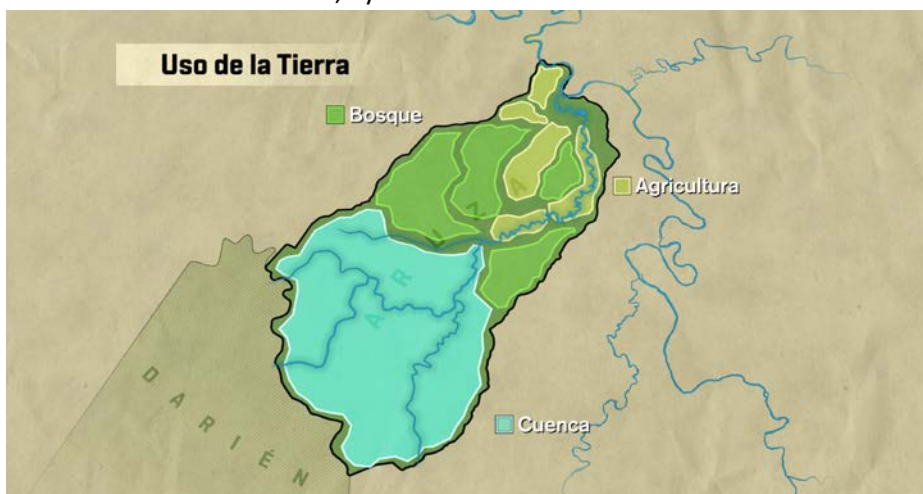 Uso de la Tierra
Bosque
Agricultura
ARUZA
DARIÉN
Cuenca